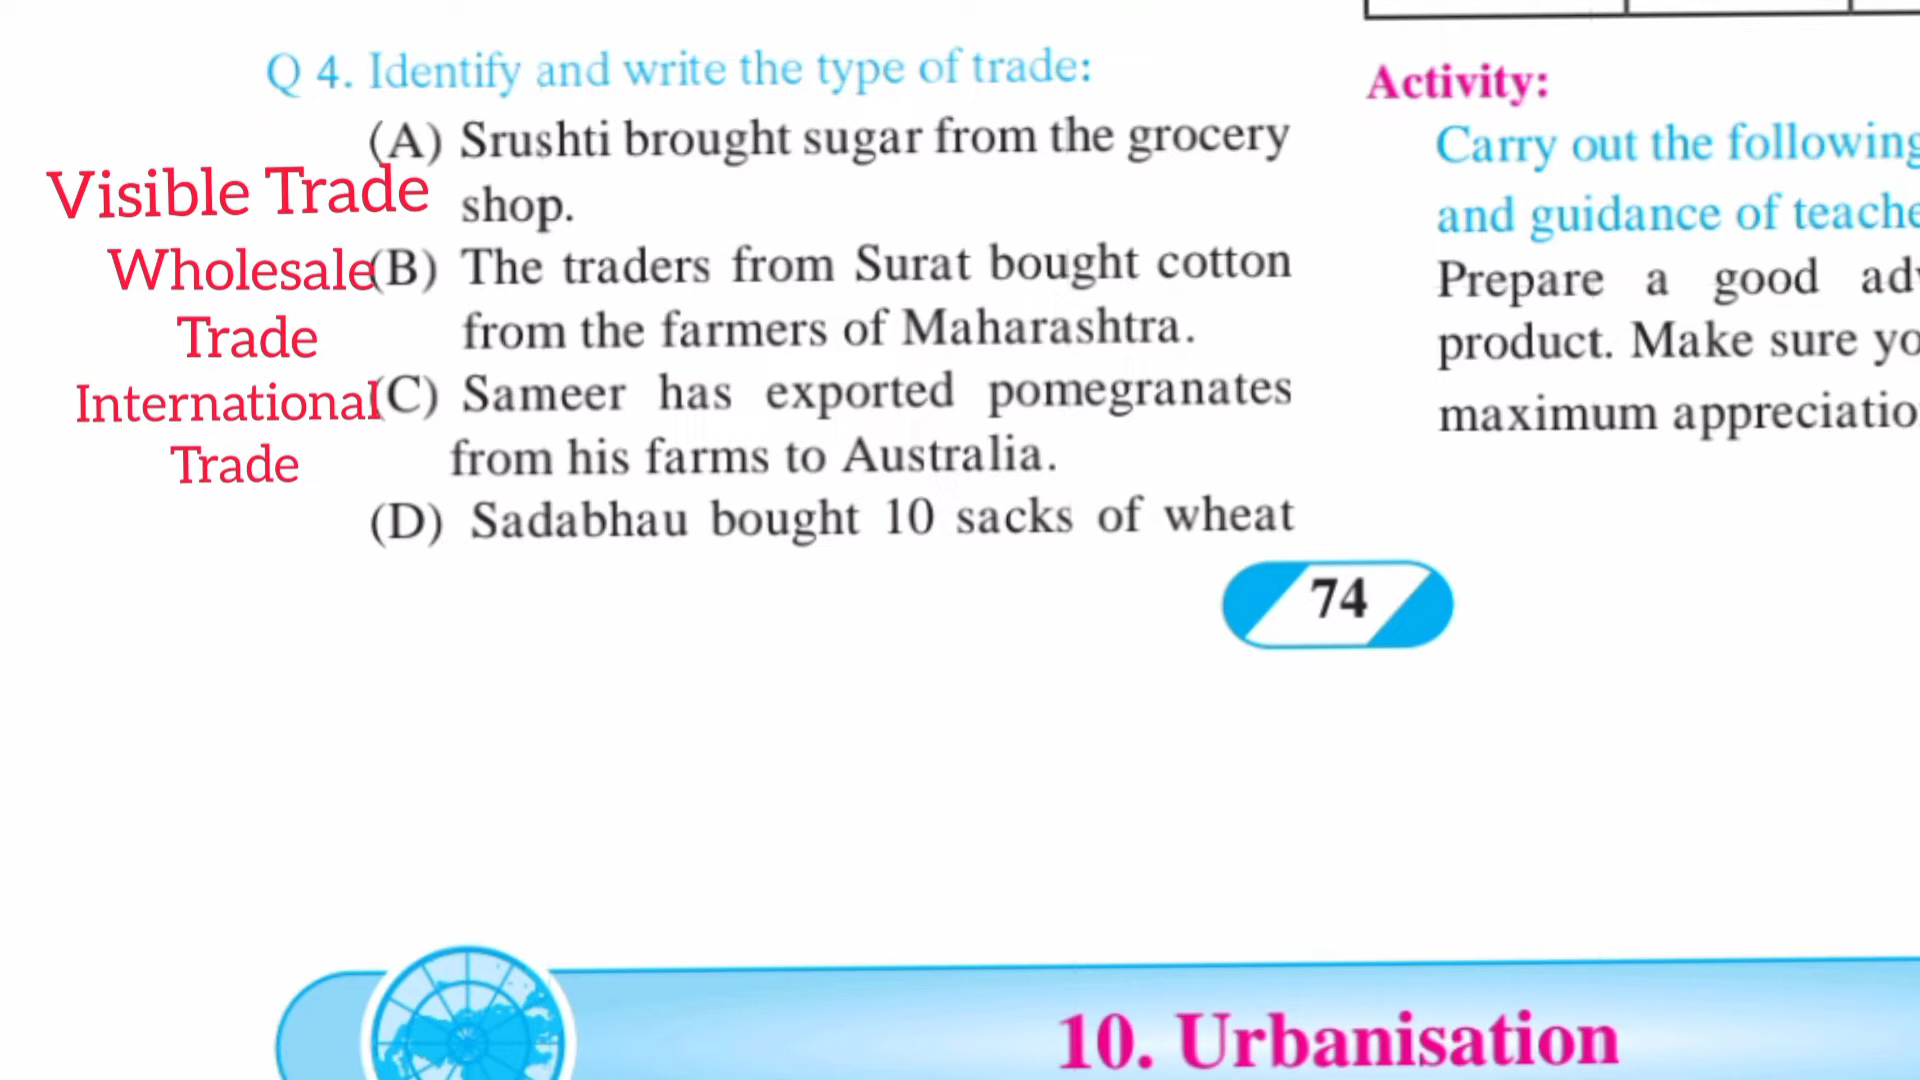 Q 4. Identify and write the type of trade:
(A) Srushti brought sugar from the grocery
shop.
Visible Trade
(B) The traders from Surat bought cotton
from the farmers of Maharashtra.
Wholesale
Trade
(C) Sameer has exported pomegranates
from his farms to Australia.
International
Trade
(D) Sadabhau bought 10 sacks of wheat
Activity:
Carry out the following
and guidance of teache
Prepare a good adv
product. Make sure yo
maximum appreciatio
74
10. Urbanisation